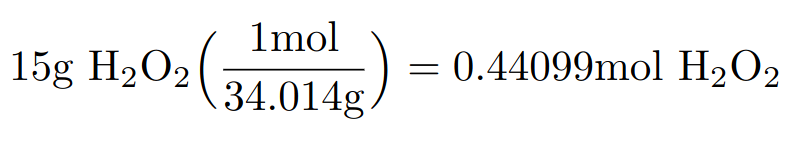 15g H₂O₂(1mol/34.014g) = 0.44099mol H₂O₂